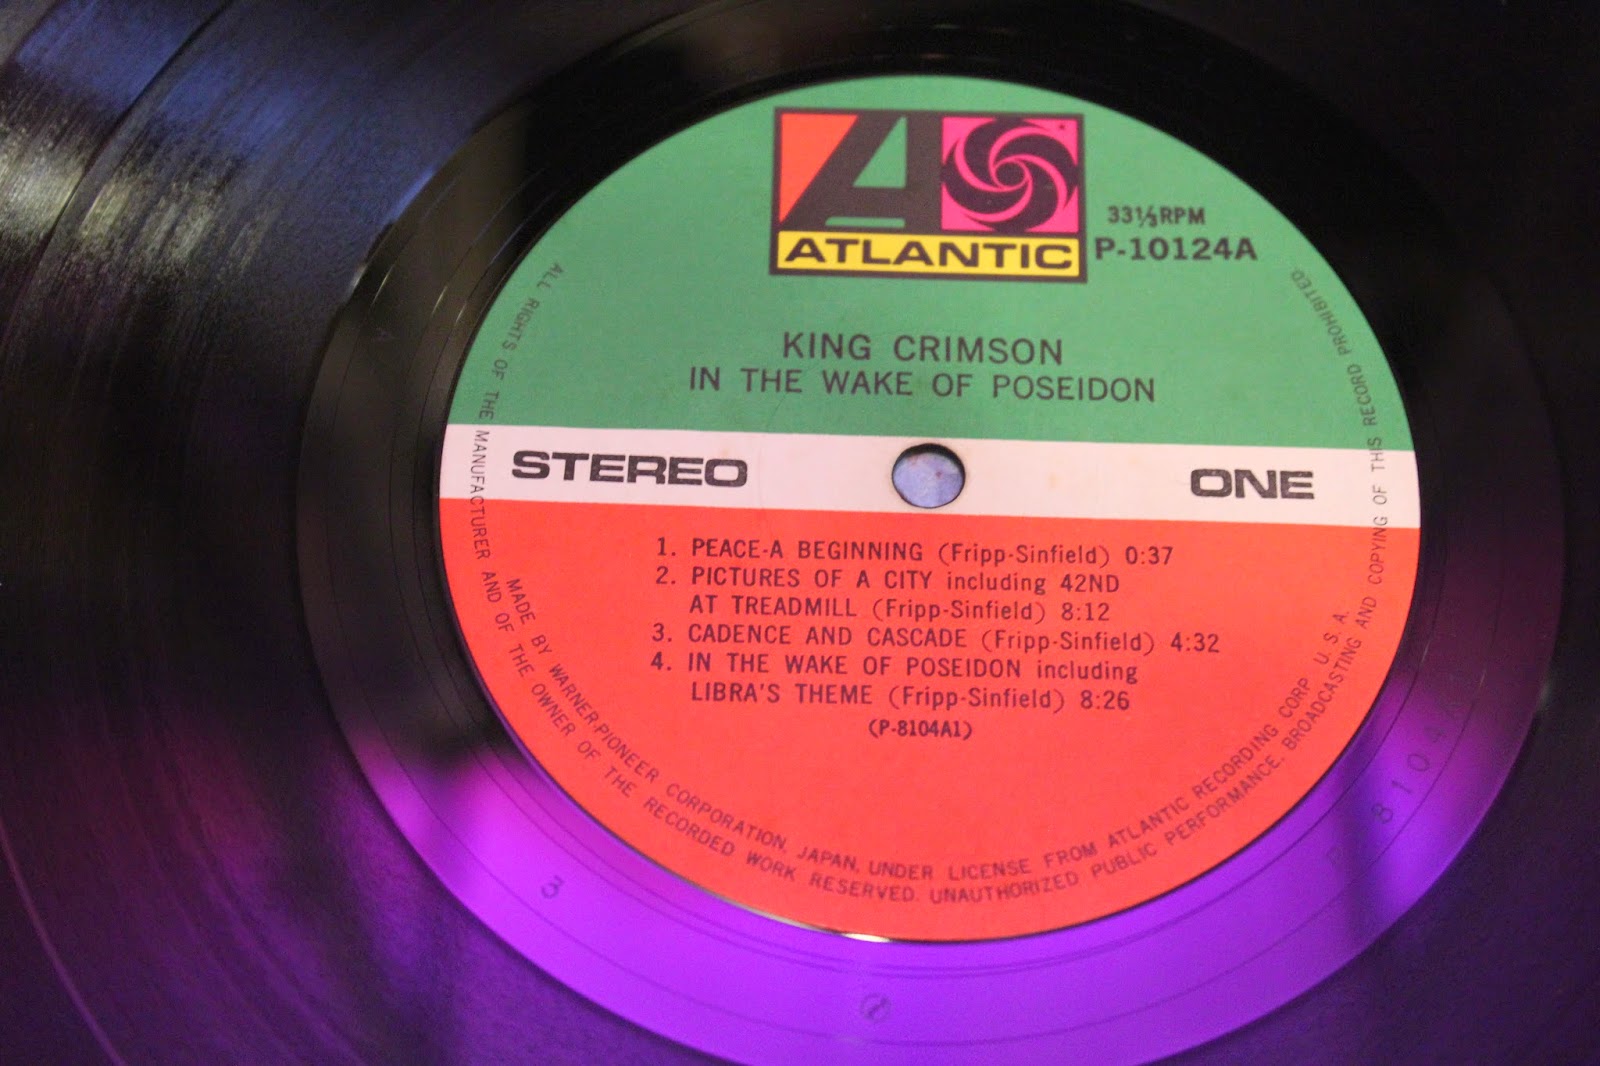 ATLANTIC
33⅓RPM
P-10124A
KING CRIMSON
IN THE WAKE OF POSEIDON
STEREO
ONE
1. PEACE-A BEGINNING (Fripp-Sinfield) 0:37
2. PICTURES OF A CITY including 42ND
AT TREADMILL (Fripp-Sinfield) 8:12
3. CADENCE AND CASCADE (Fripp-Sinfield) 4:32
4. IN THE WAKE OF POSEIDON including
LIBRA'S THEME (Fripp-Sinfield) 8:26
(P-8104A1)
MADE BY WARNER-PIONEER CORPORATION, JAPAN, UNDER LICENSE FROM ATLANTIC RECORDING CORP U. S. A.
ALL RIGHTS OF THE MANUFACTURER AND OF THE OWNER OF THE RECORDED WORK RESERVED. UNAUTHORIZED PUBLIC PERFORMANCE. BROADCASTING AND COPYING OF THIS RECORD PROHIBITED.
3